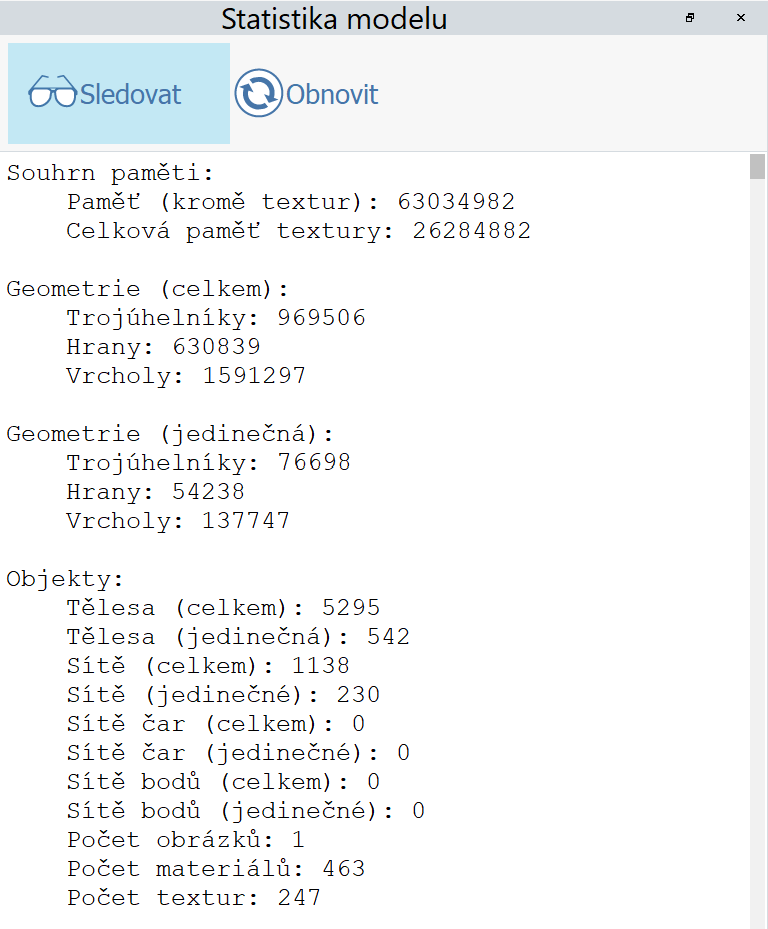 Statistika modelu
Sledovat Obnovit
Souhrn paměti:
Paměť (kromě textur): 63034982
Celková paměť textury: 26284882
Geometrie (celkem):
Trojúhelníky: 969506
Hrany: 630839
Vrcholy: 1591297
Geometrie (jedinečná):
Trojúhelníky: 76698
Hrany: 54238
Vrcholy: 137747
Objekty:
Tělesa (celkem): 5295
Tělesa (jedinečná): 542
Sítě (celkem): 1138
Sítě (jedinečné): 230
Sítě čar (celkem): 0
Sítě čar (jedinečné): 0
Sítě bodů (celkem): 0
Sítě bodů (jedinečné): 0
Počet obrázků: 1
Počet materiálů: 463
Počet textur: 247